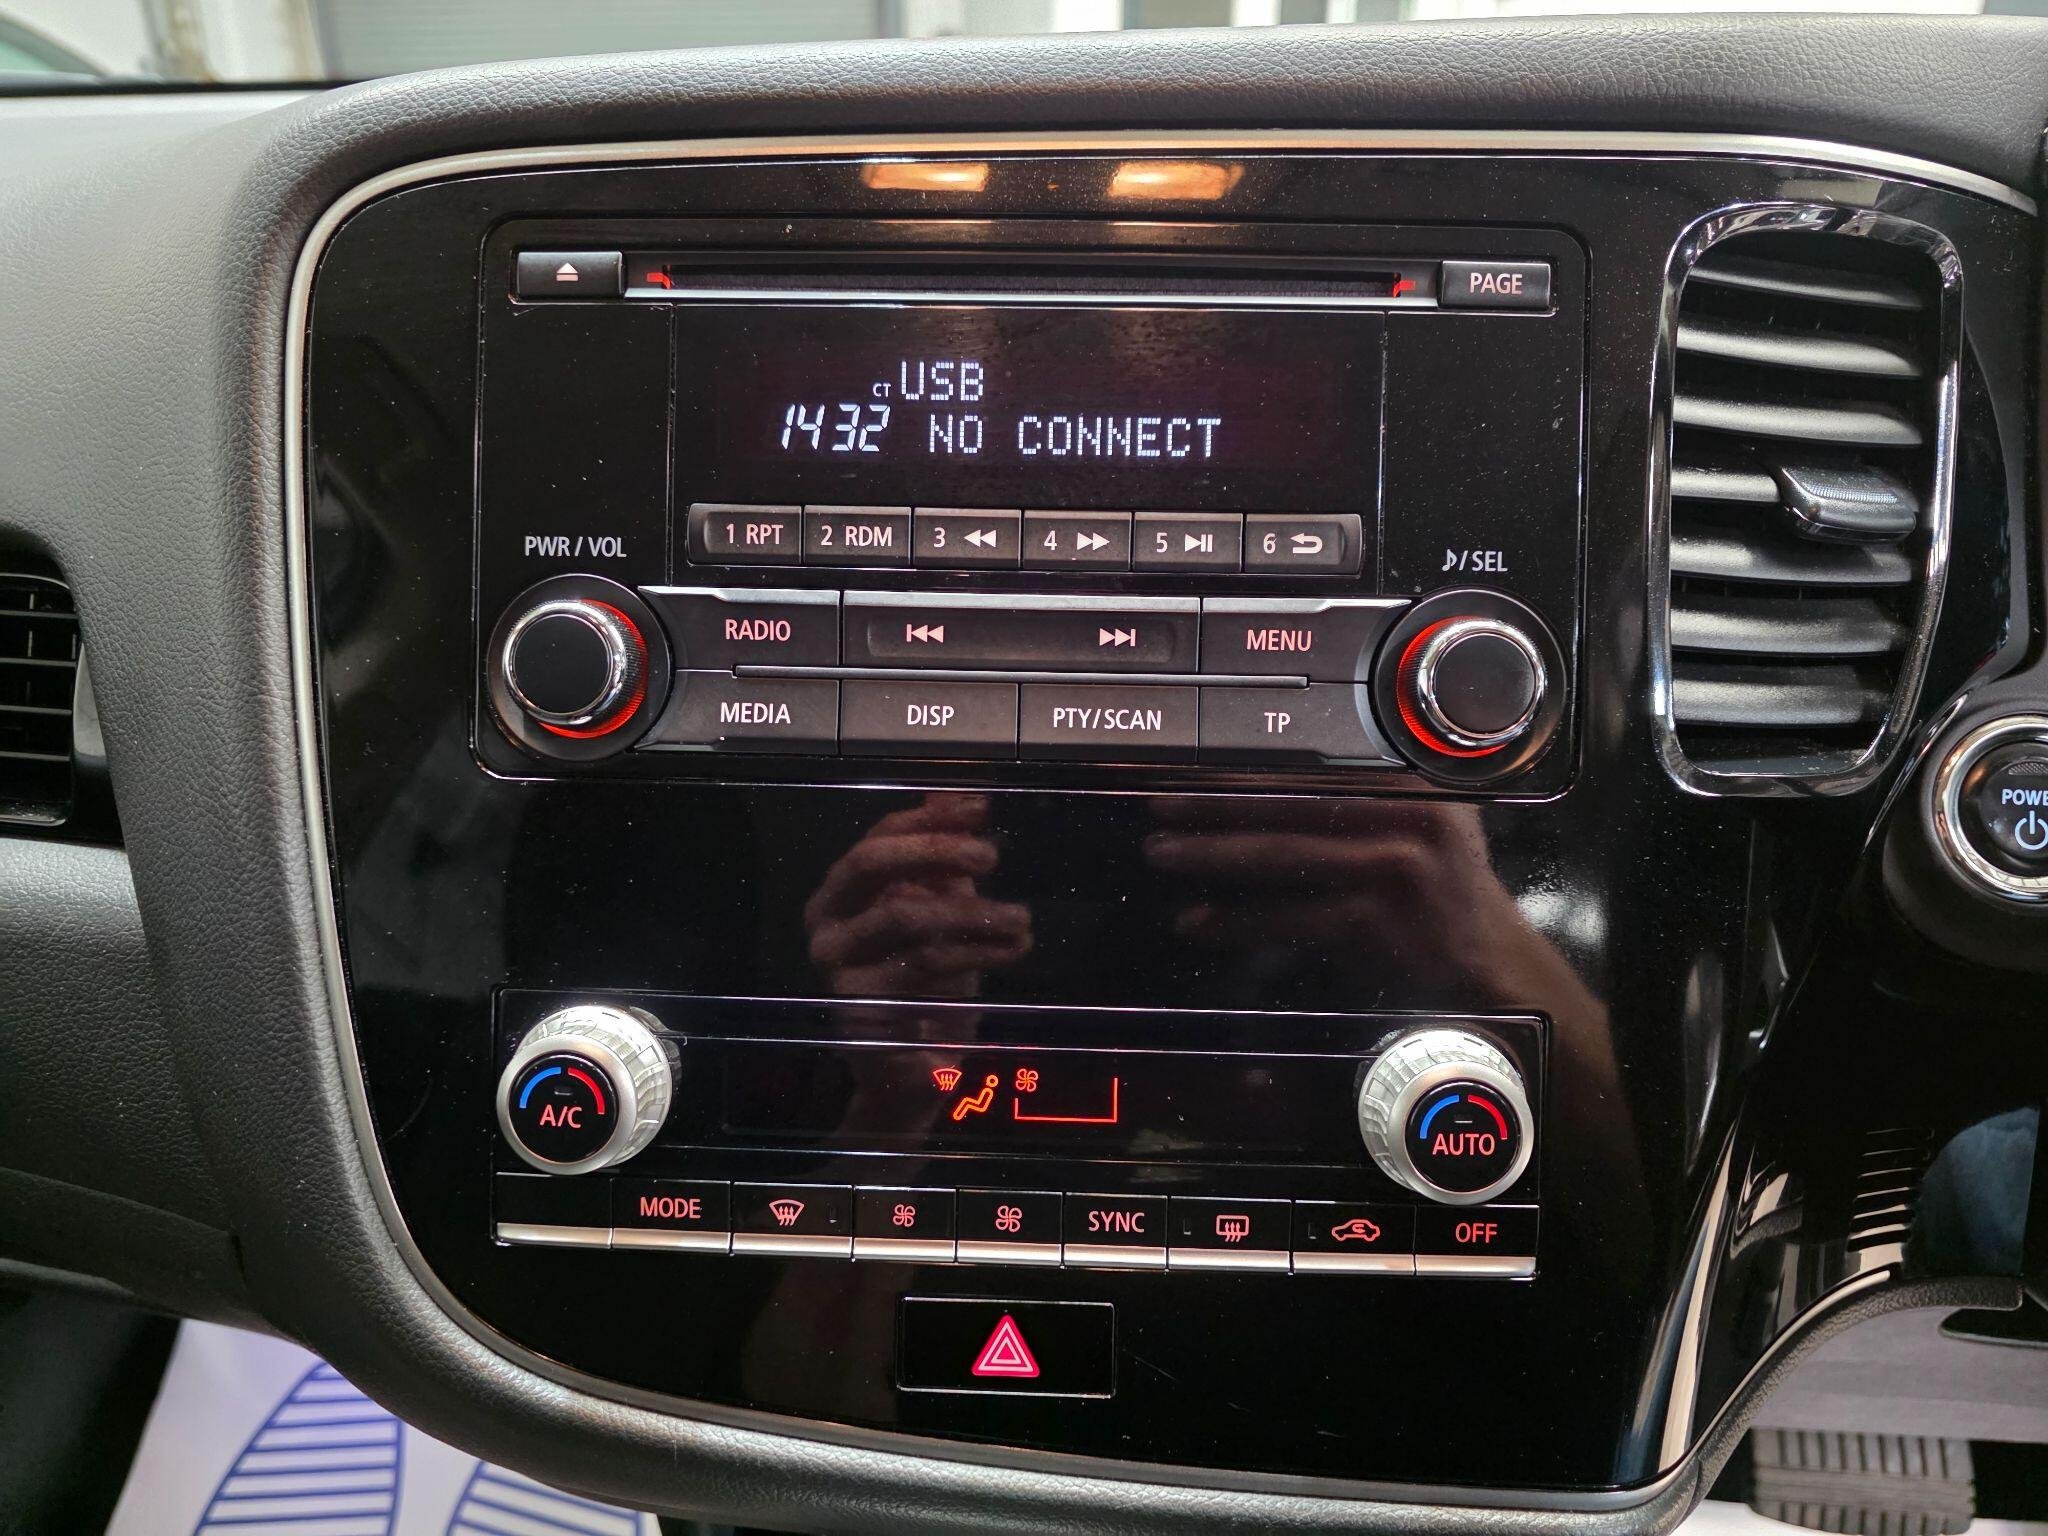 PAGE
CT USB
1432 NO CONNECT
1 RPT 2 RDM 3 4 5 6
PWR / VOL
/ SEL
RADIO MENU
MEDIA DISP PTY/SCAN TP
POWE
A/C
AUTO
MODE SYNC OFF